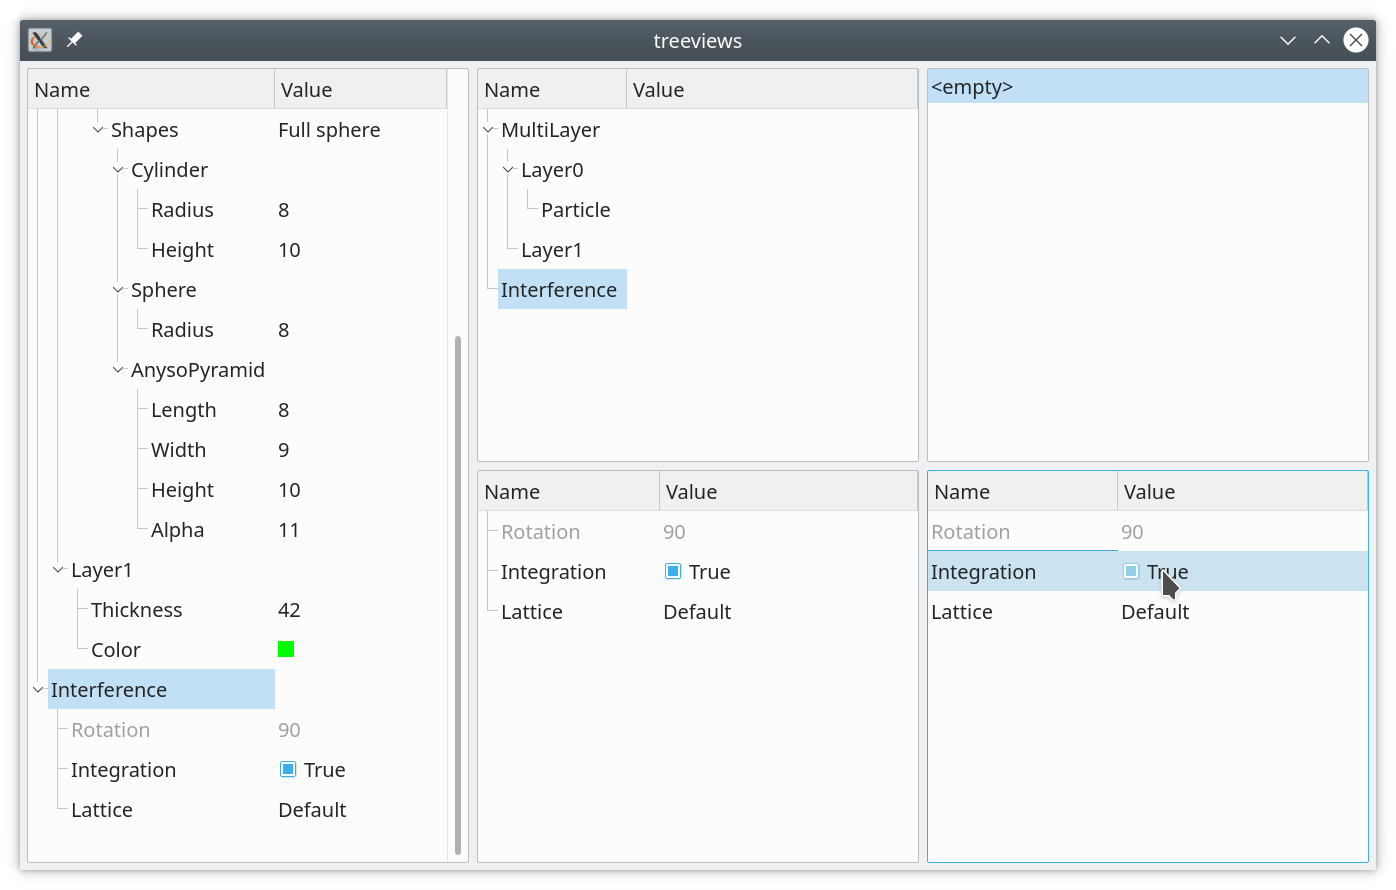 treeviews
Name Value
Shapes Full sphere
Cylinder
Radius 8
Height 10
Sphere
Radius 8
AnysoPyramid
Length 8
Width 9
Height 10
Alpha 11
Layer1
Thickness 42
Color
Interference
Rotation 90
Integration True
Lattice Default
Name Value
MultiLayer
Layer0
Particle
Layer1
Interference
<empty>
Name Value
Rotation 90
Integration True
Lattice Default
Name Value
Rotation 90
Integration True
Lattice Default